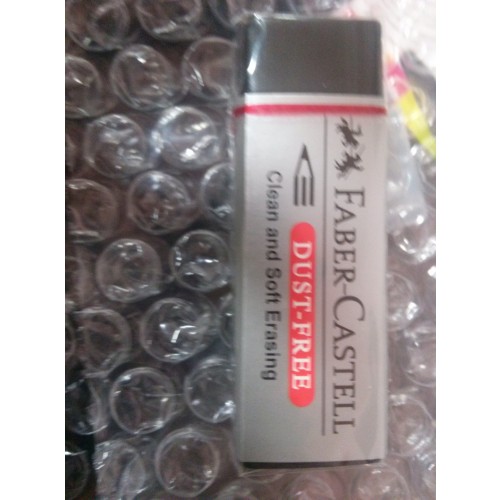 FABER-CASTELL
DUST-FREE
Clean and Soft Erasing